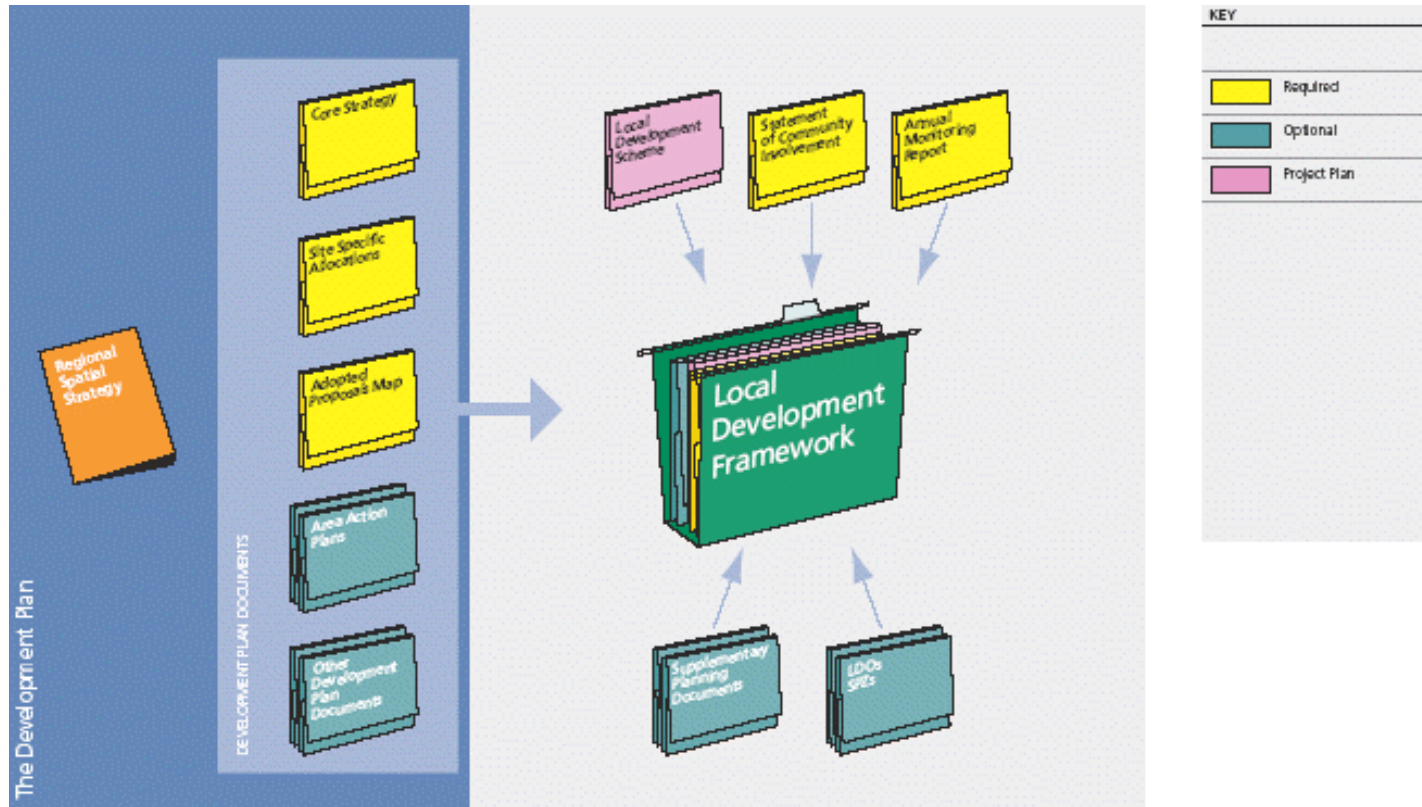 The Development Plan
Regional
Spatial
Strategy
DEVELOPMENT PLAN DOCUMENTS
Core Strategy
Site Specific
Allocations
Adopted
Proposals Map
Area Action
Plans
Other
Development
Plan
Documents
Local
Development
Scheme
Statement
of Community
Involvement
Annual
Monitoring
Report
Local
Development
Framework
Supplementary
Planning
Documents
LDOs
SPZs
KEY
Required
Optional
Project Plan